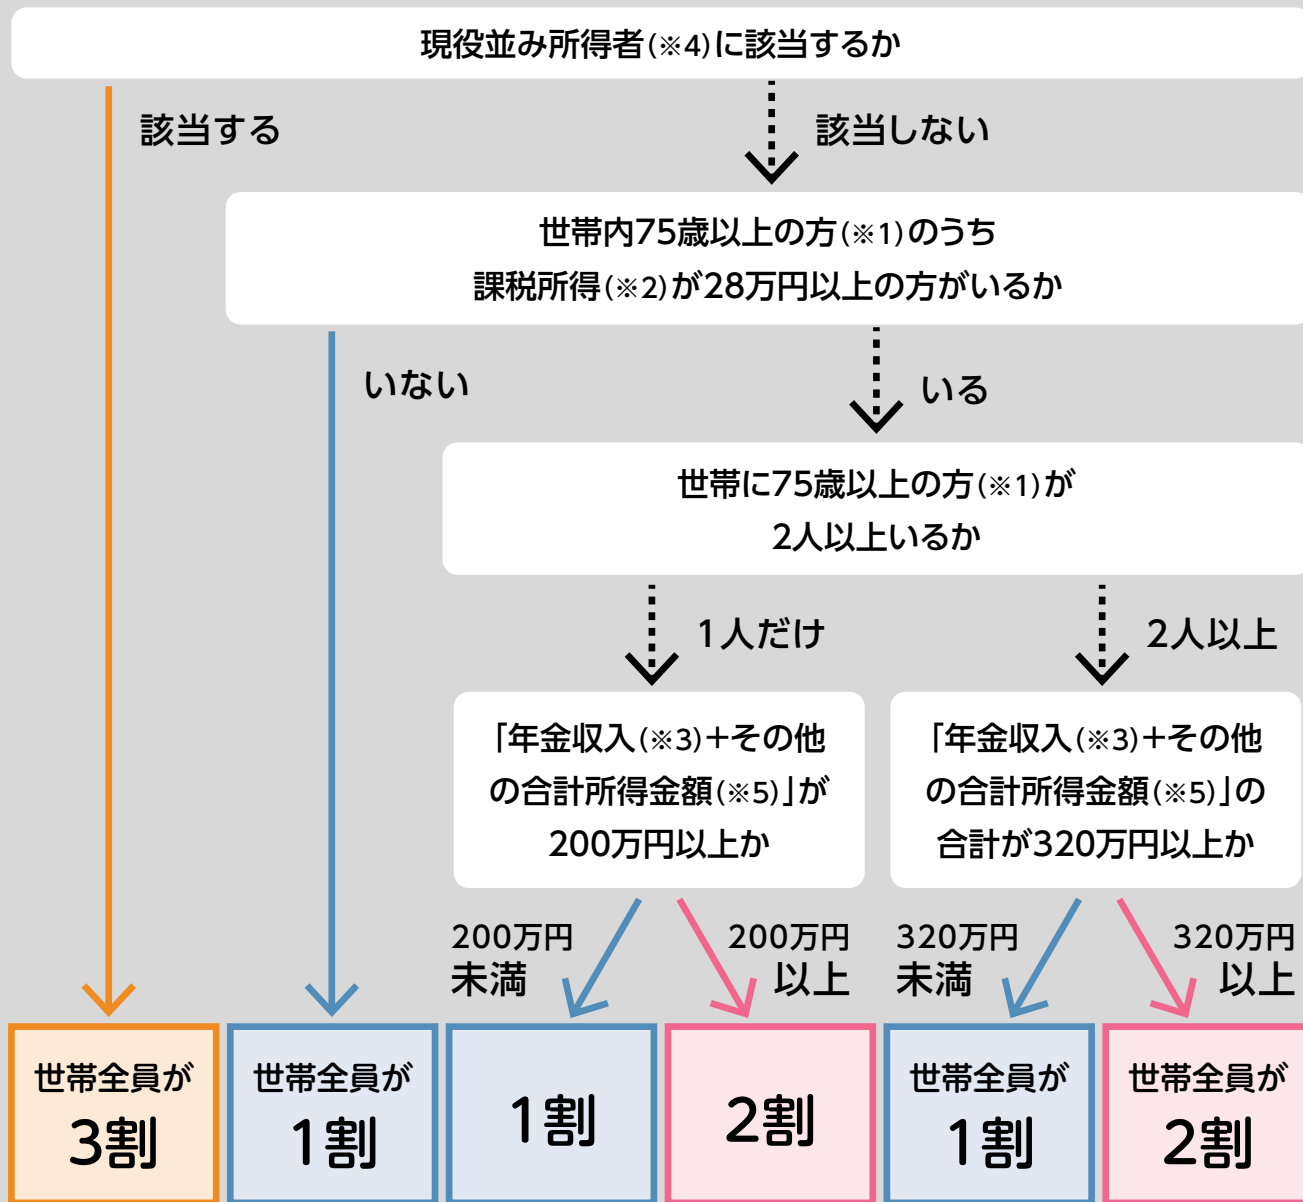 現役並み所得者(※4)に該当するか
該当する
該当しない
世帯内75歳以上の方(※1)のうち
課税所得(※2)が28万円以上の方がいるか
いない
いる
世帯に75歳以上の方(※1)が
2人以上いるか
1人だけ
2人以上
「年金収入(※3)+その他
の合計所得金額(※5)」が
200万円以上か
「年金収入(※3)+その他
の合計所得金額(※5)」の
合計が320万円以上か
200万円
未満
200万円
以上
320万円
未満
320万円
以上
世帯全員が
3割
世帯全員が
1割
1割
2割
世帯全員が
1割
世帯全員が
2割